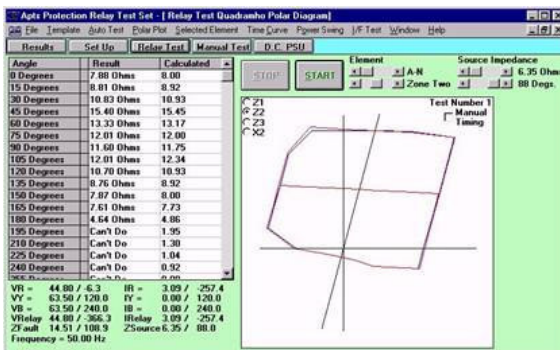 Apts Protection Relay Test Set - [ Relay Test Quadramho Polar Diagram]
File Template Auto Test Polar Plot Selected Element Time Curve Power Swing I/F Test Window Help
Results Set Up Relay Test Manual Test D.C. PSU
Angle Result Calculated
0 Degrees 7.88 Ohms 8.00
15 Degrees 8.81 Ohms 8.92
30 Degrees 10.83 Ohms 10.93
45 Degrees 15.40 Ohms 15.45
60 Degrees 13.33 Ohms 13.17
75 Degrees 12.01 Ohms 12.00
90 Degrees 11.60 Ohms 11.75
105 Degrees 12.01 Ohms 12.34
120 Degrees 10.70 Ohms 10.93
135 Degrees 8.76 Ohms 8.92
150 Degrees 7.87 Ohms 8.00
165 Degrees 7.61 Ohms 7.73
180 Degrees 4.64 Ohms 4.86
195 Degrees Can't Do 1.95
210 Degrees Can't Do 1.30
225 Degrees Can't Do 1.04
240 Degrees Can't Do 0.92
STOP START
Element Source Impedance
A-N 6.35 Ohms
Zone Two 88 Degs.
Z1
Z2
Z3
X2
Test Number 1
Manual
Timing
VR = 44.80 / -6.3 IR = 3.09 / -257.4
VY = 63.50 / 120.0 IY = 0.00 / 120.0
VB = 63.50 / 240.0 IB = 0.00 / 240.0
VRelay 44.80 / -366.3 IRelay 3.09 / -257.4
ZFault 14.51 / 108.9 ZSource 6.35 / 88.0
Frequency = 50.00 Hz